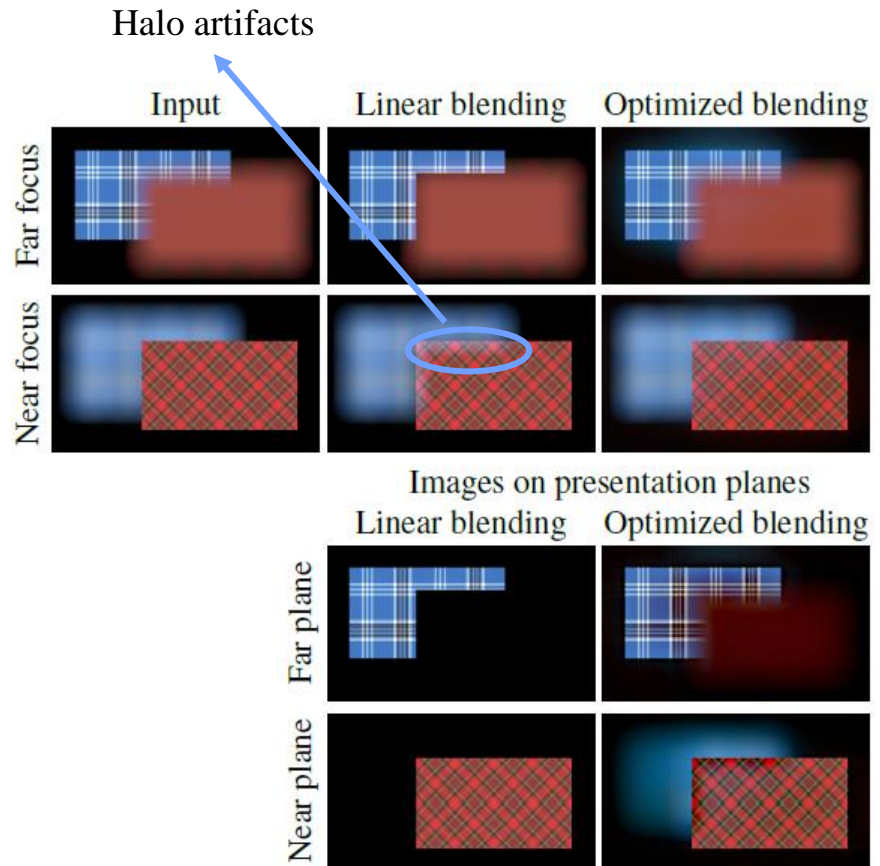 Halo artifacts
Input Linear blending Optimized blending
Far focus
Near focus
Images on presentation planes
Linear blending Optimized blending
Far plane
Near plane